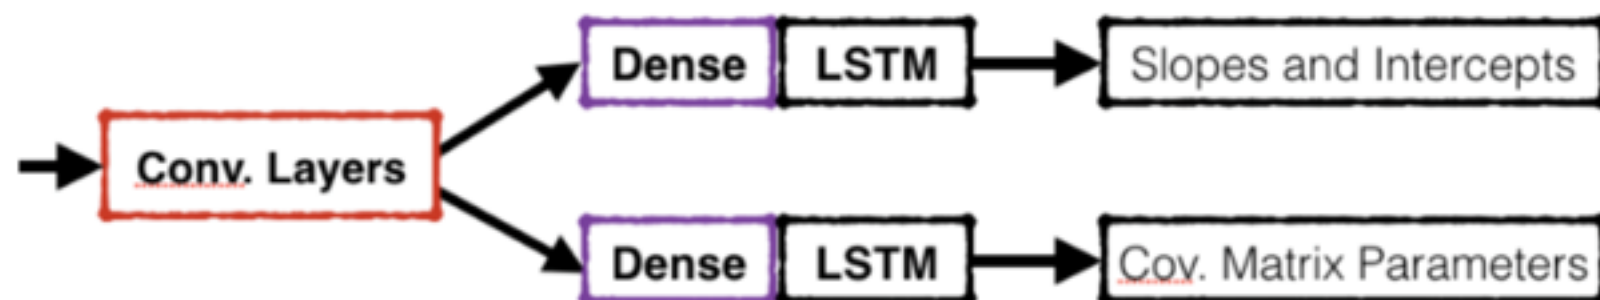 Dense LSTM Slopes and Intercepts
Conv. Layers
Dense LSTM Cov. Matrix Parameters